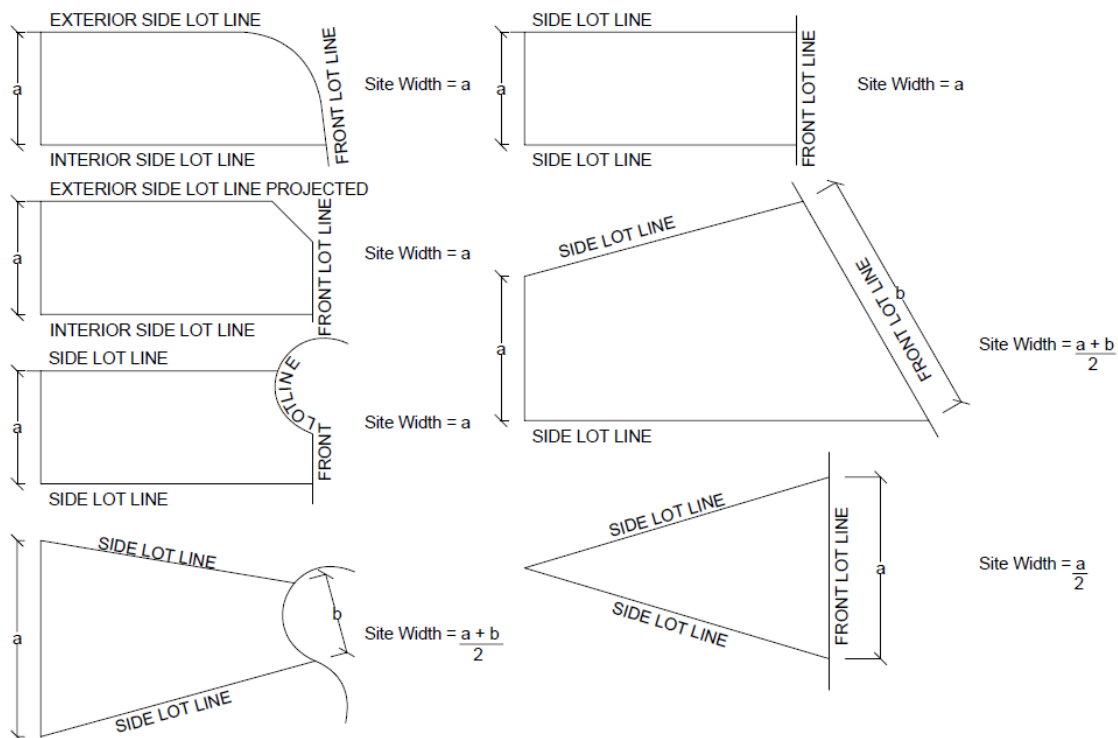 EXTERIOR SIDE LOT LINE
a
FRONT LOT LINE
Site Width = a
INTERIOR SIDE LOT LINE
SIDE LOT LINE
a
FRONT LOT LINE
Site Width = a
SIDE LOT LINE
EXTERIOR SIDE LOT LINE PROJECTED
a
FRONT LOT LINE
Site Width = a
INTERIOR SIDE LOT LINE
SIDE LOT LINE
a
b
FRONT LOT LINE
Site Width = a + b
2
SIDE LOT LINE
SIDE LOT LINE
a
FRONT LOTLINE
Site Width = a
SIDE LOT LINE
SIDE LOT LINE
a
b
Site Width = a + b
2
SIDE LOT LINE
SIDE LOT LINE
FRONT LOT LINE
a
Site Width = a
2
SIDE LOT LINE